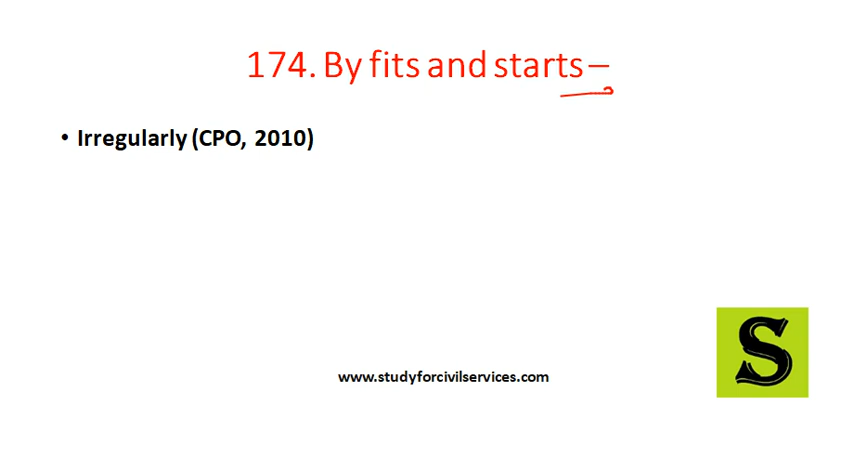 174. By fits and starts –
• Irregularly (CPO, 2010)
S
www.studyforcivilservices.com